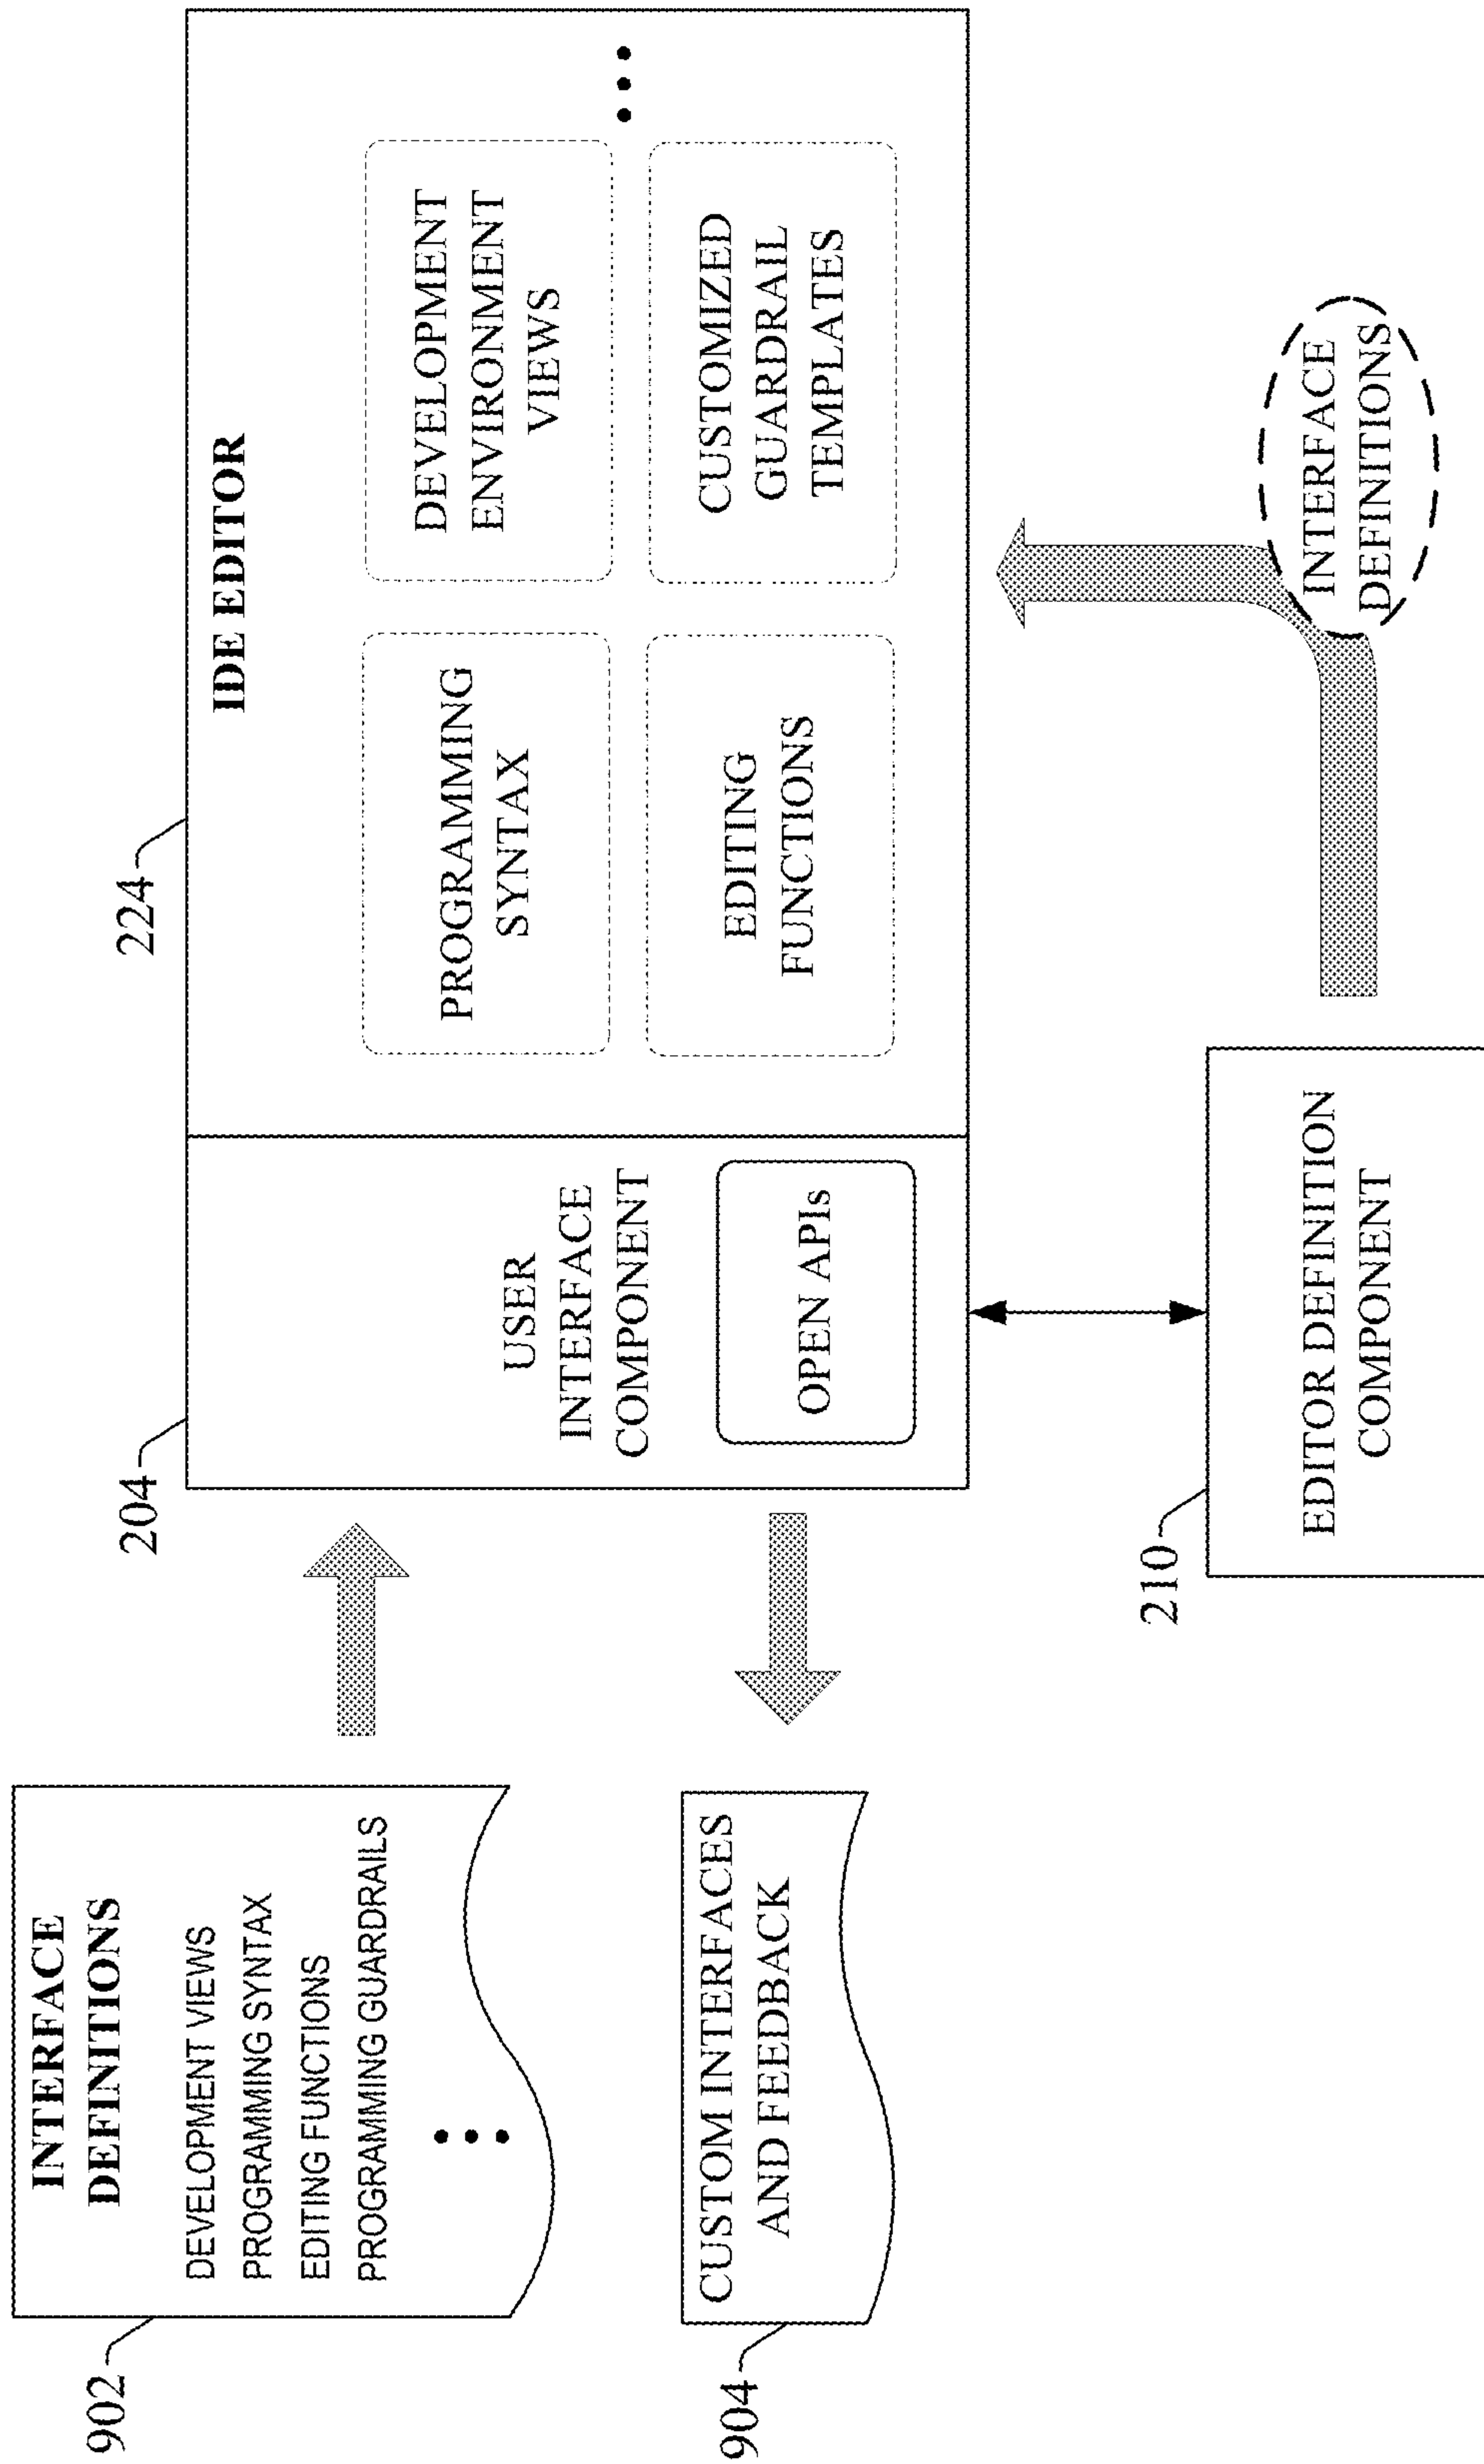 902
INTERFACE
DEFINITIONS
DEVELOPMENT VIEWS
PROGRAMMING SYNTAX
EDITING FUNCTIONS
PROGRAMMING GUARDRAILS
904
CUSTOM INTERFACES
AND FEEDBACK
204
USER
INTERFACE
COMPONENT
OPEN APIs
224
IDE EDITOR
PROGRAMMING
SYNTAX
DEVELOPMENT
ENVIRONMENT
VIEWS
EDITING
FUNCTIONS
CUSTOMIZED
GUARDRAIL
TEMPLATES
210
EDITOR DEFINITION
COMPONENT
INTERFACE
DEFINITIONS